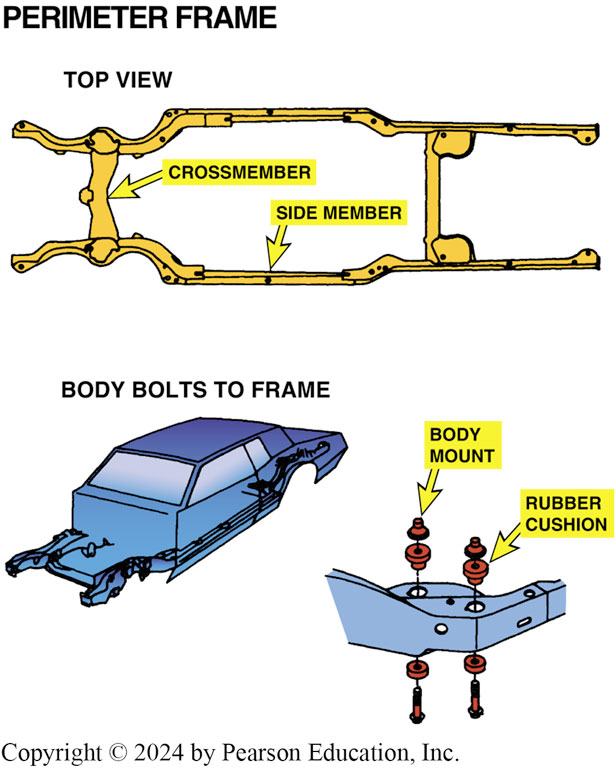 PERIMETER FRAME
TOP VIEW
CROSSMEMBER
SIDE MEMBER
BODY BOLTS TO FRAME
BODY
MOUNT
RUBBER
CUSHION
Copyright © 2024 by Pearson Education, Inc.